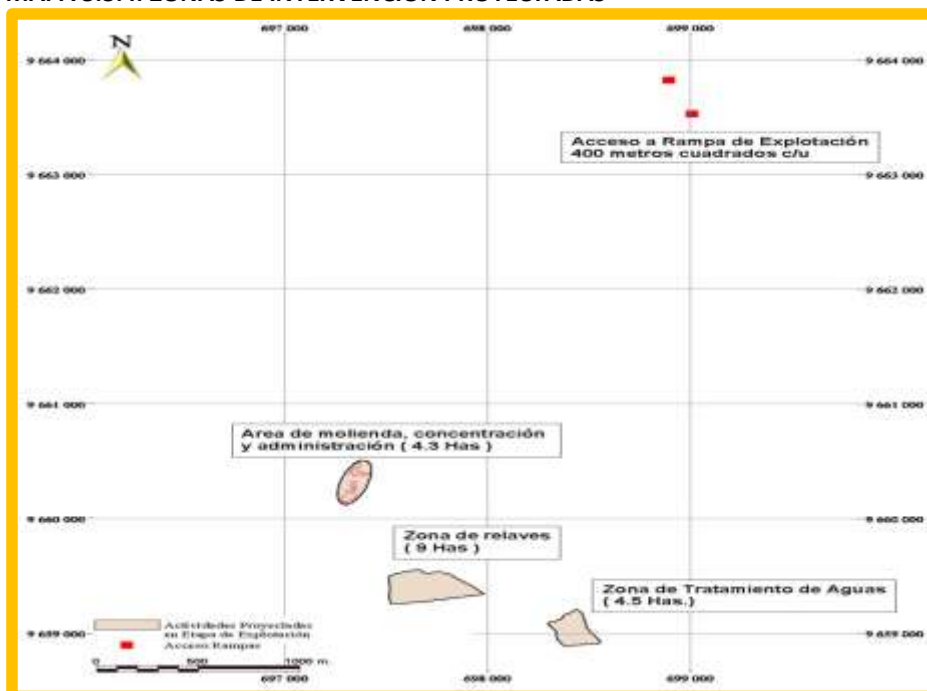 697 000 698 000 699 000
N
9 664 000 9 664 000
Acceso a Rampa de Explotación
400 metros cuadrados c/u
9 663 000 9 663 000
9 662 000 9 662 000
9 661 000 9 661 000
Area de molienda, concentración
y administración ( 4.3 Has )
9 660 000 9 660 000
Zona de relaves
( 9 Has )
Zona de Tratamiento de Aguas
( 4.5 Has.)
Actividades Proyectadas
en Etapa de Explotación
9 659 000 9 659 000
Acceso Rampas
0 500 1000 m.
697 000 698 000 699 000